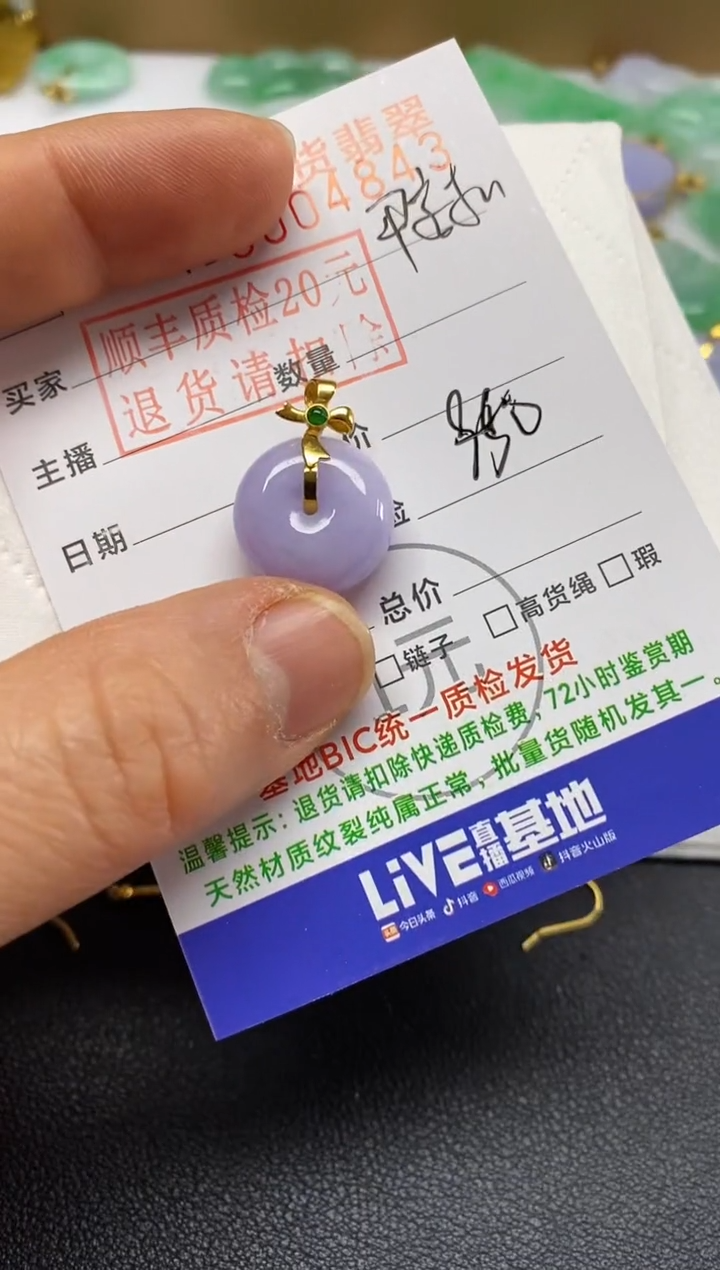 货翡翠
004843
顺丰质检20元
退货请扣
买家
数量
主播
价
日期
检
总价
□链子 □高货绳 □瑕
基地BIC统一质检发货
温馨提示：退货请扣除快递质检费，72小时鉴赏期
天然材质纹裂纯属正常，批量货随机发其一。
LiVE直播基地
今日头条 抖音 西瓜视频 抖音火山版